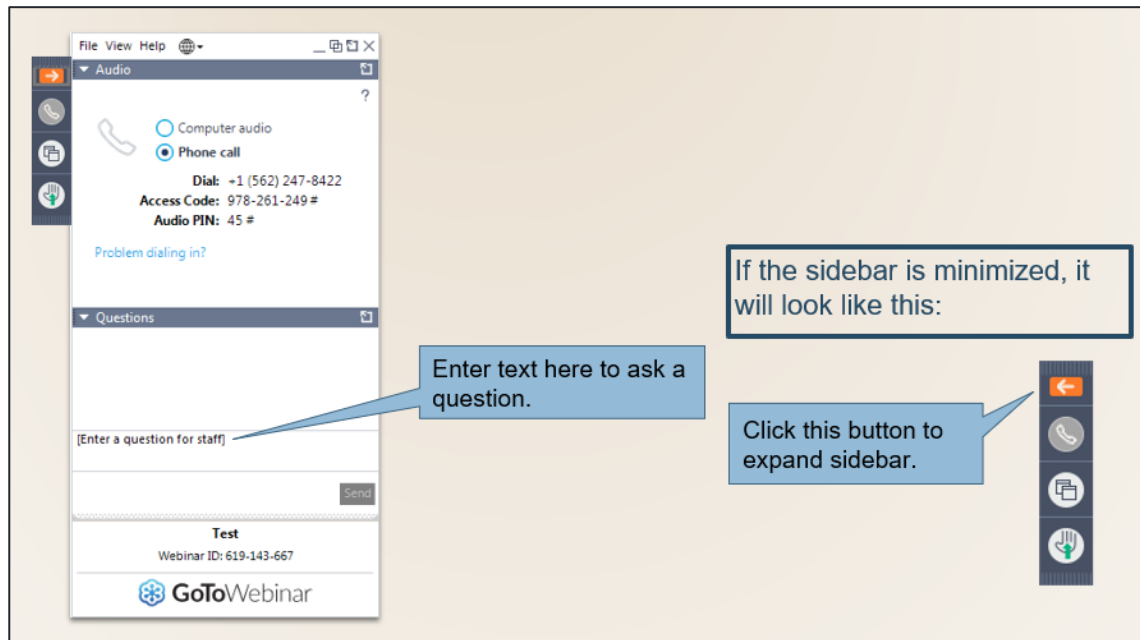 File View Help
Audio
?
Computer audio
Phone call
Dial: +1 (562) 247-8422
Access Code: 978-261-249 #
Audio PIN: 45 #
Problem dialing in?
If the sidebar is minimized, it
will look like this:
Questions
Enter text here to ask a
question.
Click this button to
expand sidebar.
[Enter a question for staff]
Send
Test
Webinar ID: 619-143-667
GoToWebinar